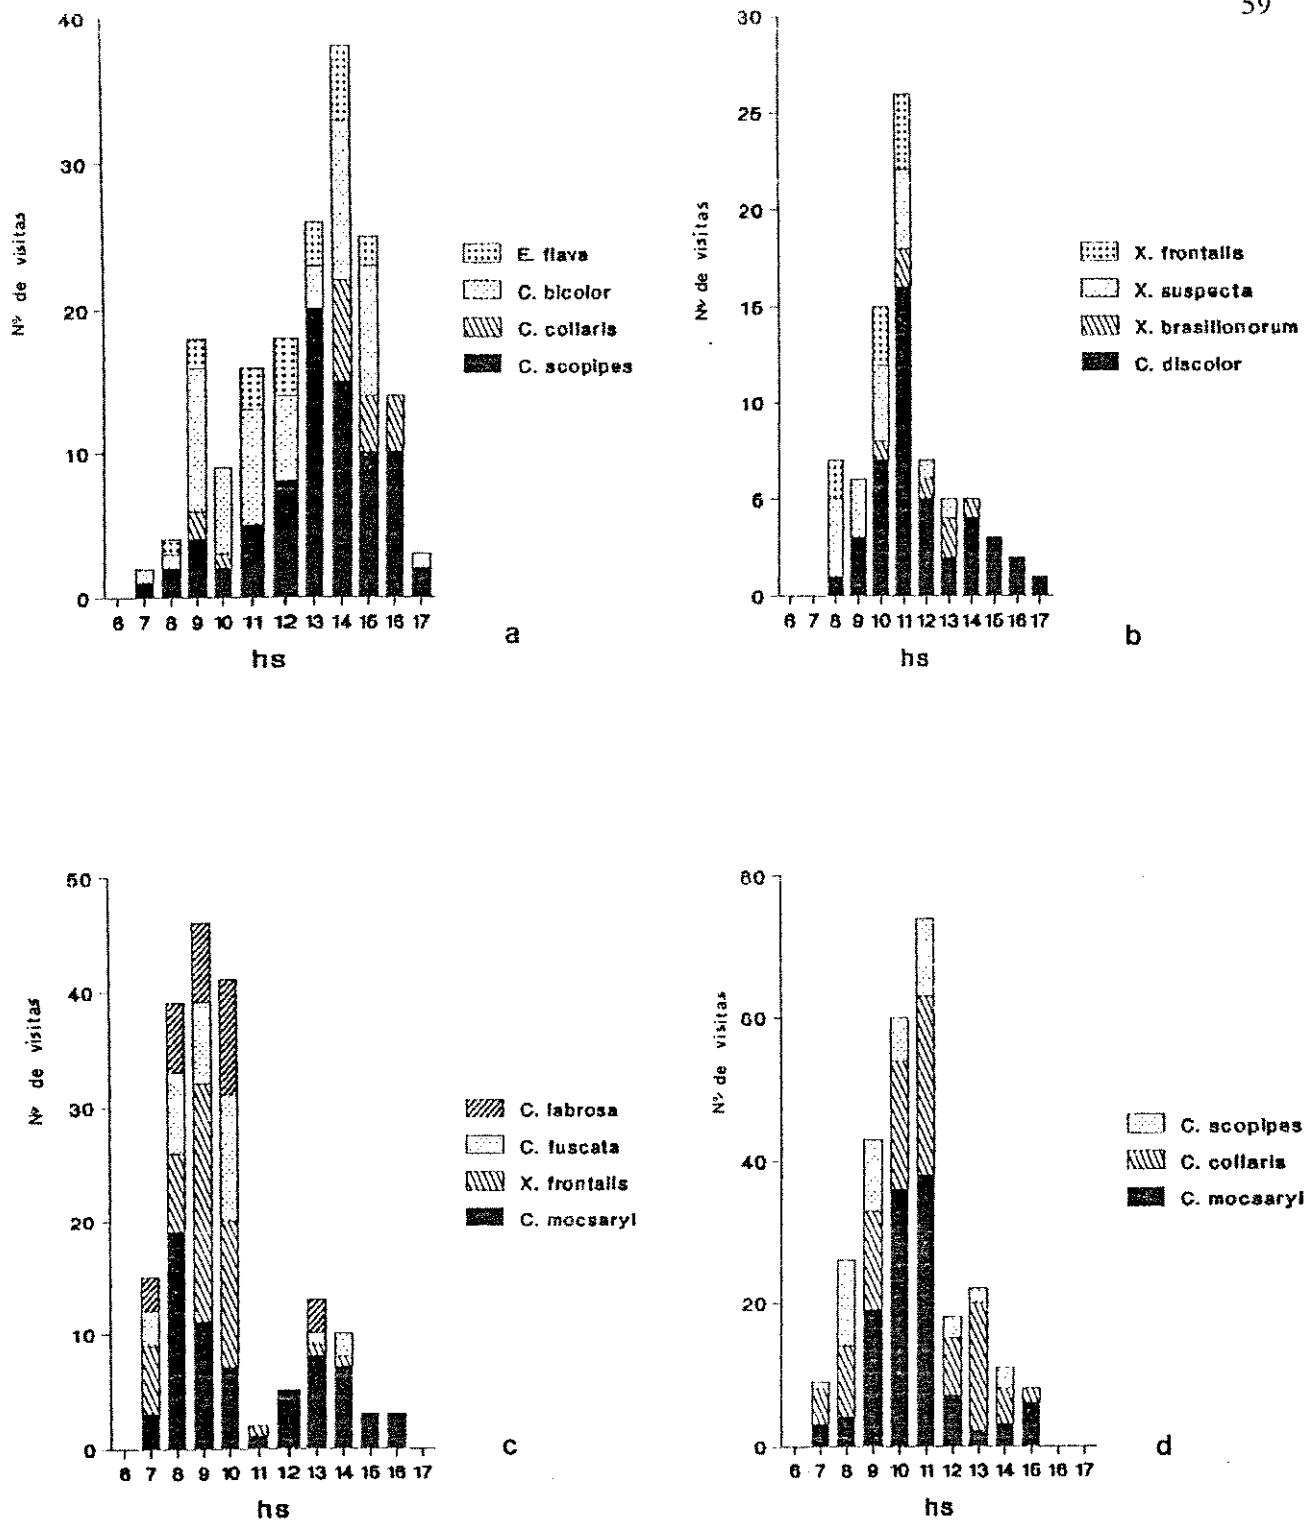 59
40
30
20
10
0
Nº de visitas
E. flava
C. bicolor
C. collaris
C. scopipes
6 7 8 9 10 11 12 13 14 15 16 17
hs
a
30
25
20
15
10
5
0
Nº de visitas
X. frontalis
X. suspecta
X. brasilionorum
C. discolor
6 7 8 9 10 11 12 13 14 15 16 17
hs
b
50
40
30
20
10
0
Nº de visitas
C. labrosa
C. fuscata
X. frontalis
C. mocsaryi
6 7 8 9 10 11 12 13 14 15 16 17
hs
c
80
60
40
20
0
Nº de visitas
C. scopipes
C. collaris
C. mocsaryi
6 7 8 9 10 11 12 13 14 15 16 17
hs
d